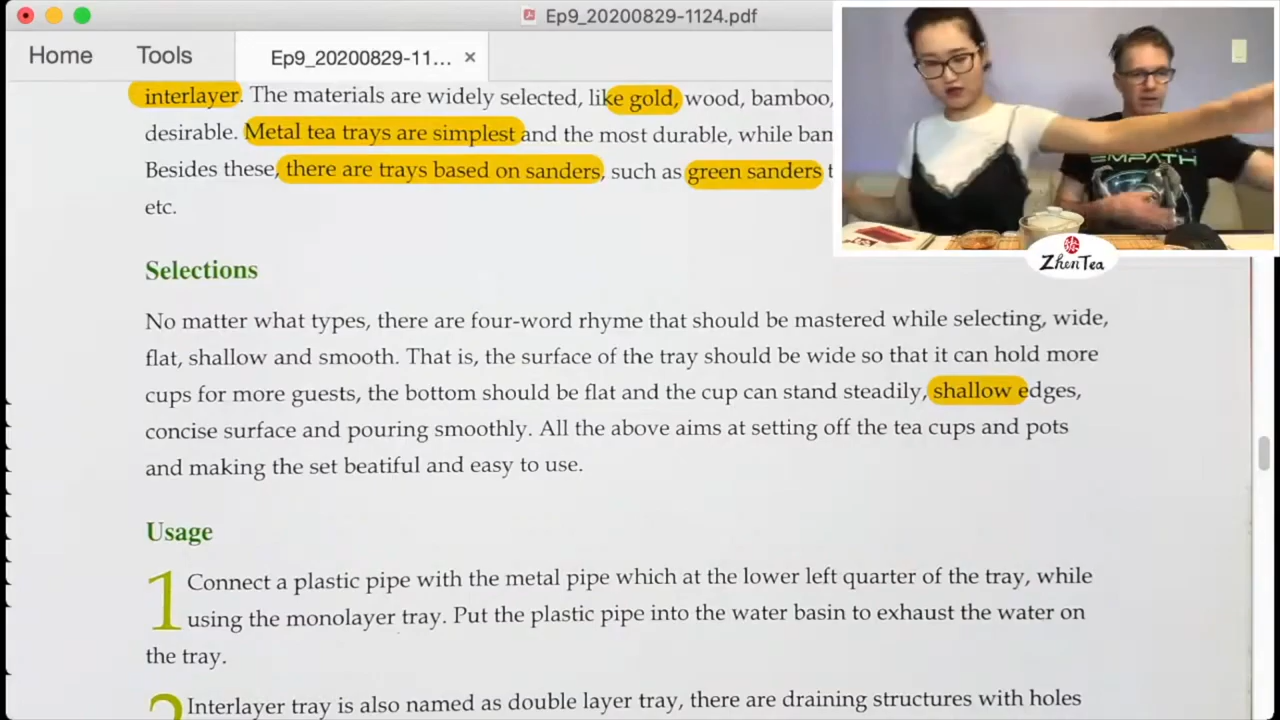 Ep9_20200829-1124.pdf
Home Tools Ep9_20200829-11... ×
interlayer. The materials are widely selected, like gold, wood, bamboo,
desirable. Metal tea trays are simplest and the most durable, while bam
Besides these, there are trays based on sanders, such as green sanders t
etc.
EMPATH
ZhenTea
Selections
No matter what types, there are four-word rhyme that should be mastered while selecting, wide,
flat, shallow and smooth. That is, the surface of the tray should be wide so that it can hold more
cups for more guests, the bottom should be flat and the cup can stand steadily, shallow edges,
concise surface and pouring smoothly. All the above aims at setting off the tea cups and pots
and making the set beatiful and easy to use.
Usage
1 Connect a plastic pipe with the metal pipe which at the lower left quarter of the tray, while
using the monolayer tray. Put the plastic pipe into the water basin to exhaust the water on
the tray.
2 Interlayer tray is also named as double layer tray, there are draining structures with holes